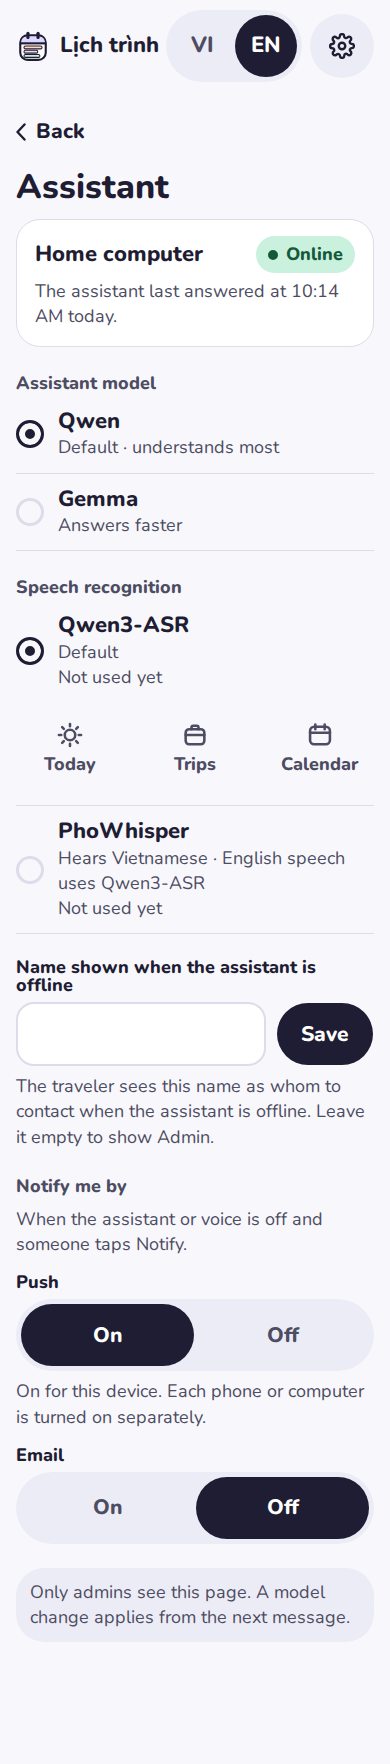 Lịch trình
VI
EN
Back
Assistant
Home computer
Online
The assistant last answered at 10:14
AM today.
Assistant model
Qwen
Default · understands most
Gemma
Answers faster
Speech recognition
Qwen3-ASR
Default
Not used yet
Today
Trips
Calendar
PhoWhisper
Hears Vietnamese · English speech
uses Qwen3-ASR
Not used yet
Name shown when the assistant is
offline
Save
The traveler sees this name as whom to
contact when the assistant is offline. Leave
it empty to show Admin.
Notify me by
When the assistant or voice is off and
someone taps Notify.
Push
On
Off
On for this device. Each phone or computer
is turned on separately.
Email
On
Off
Only admins see this page. A model
change applies from the next message.